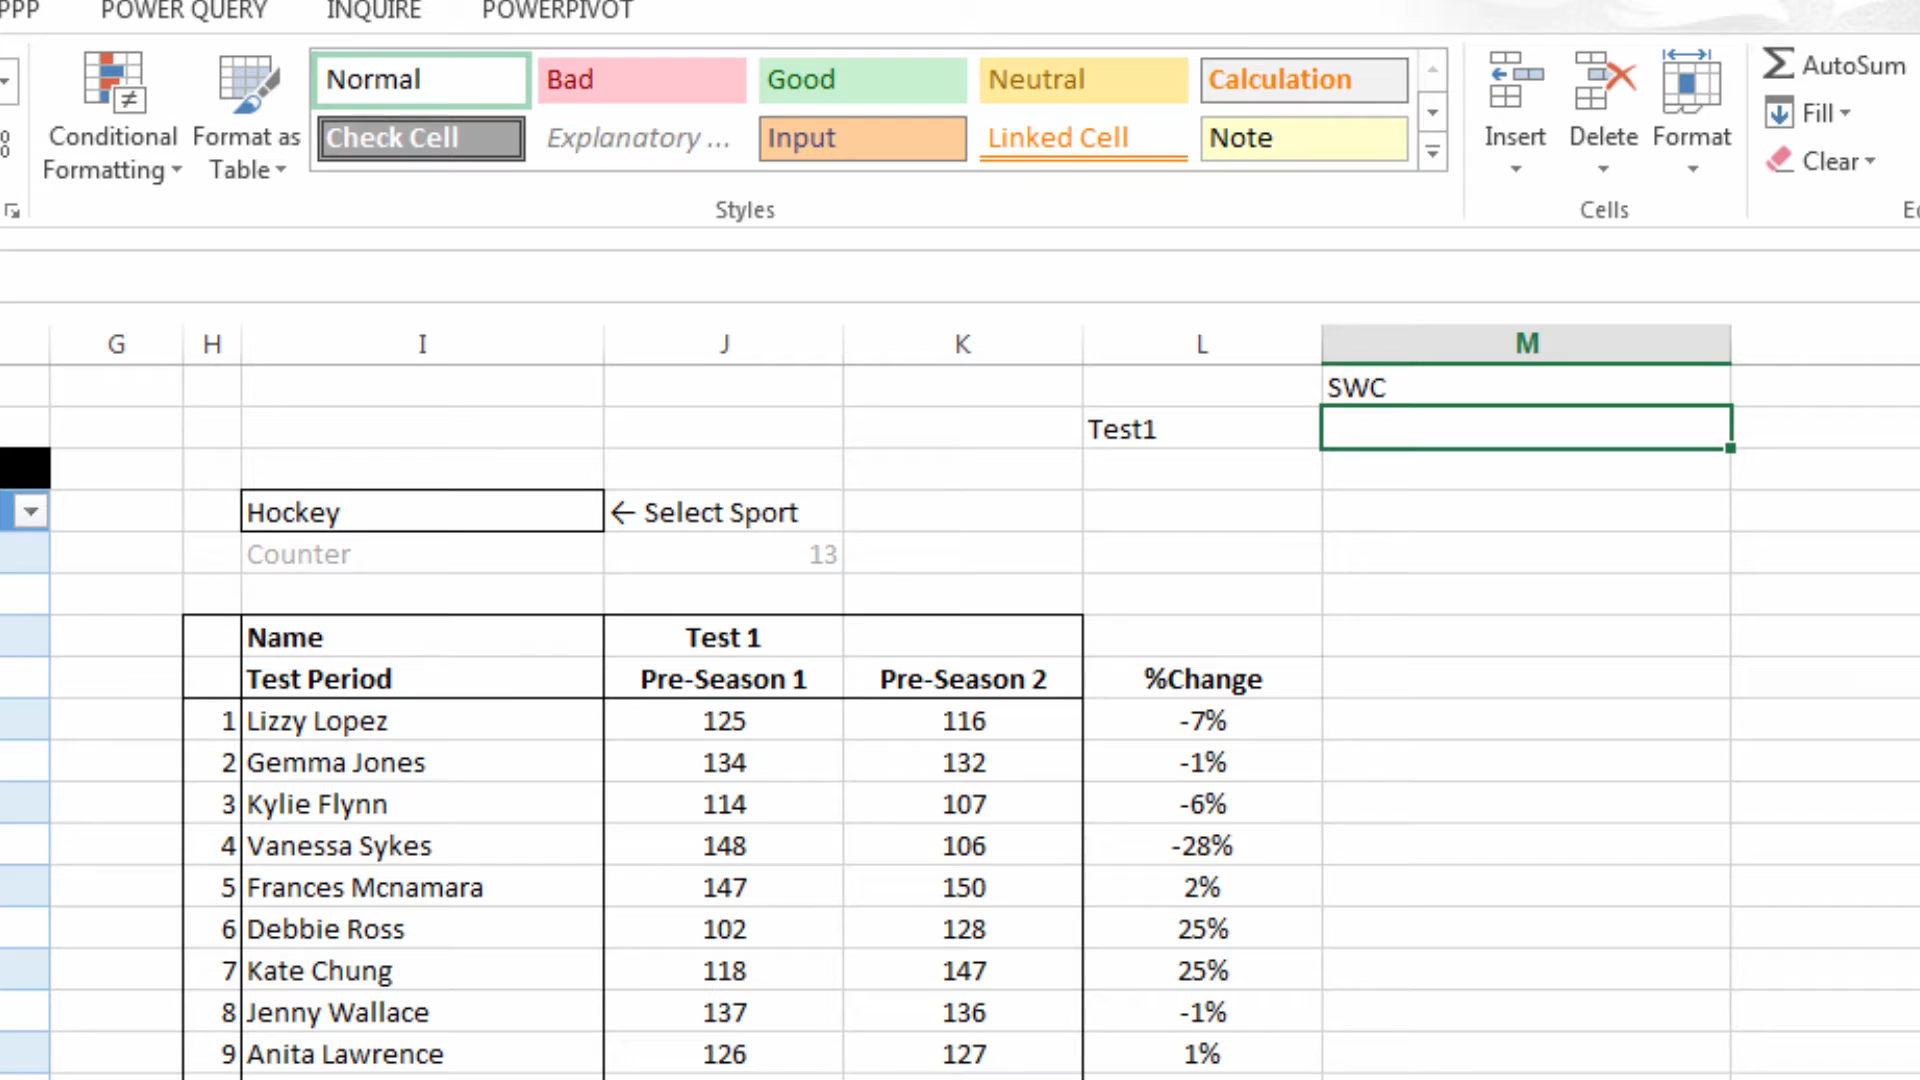 PPP POWER QUERY INQUIRE POWERPIVOT
Normal Bad Good Neutral Calculation
Check Cell Explanatory ... Input Linked Cell Note
Conditional Formatting
Format as Table
Styles
Insert Delete Format
Cells
AutoSum
Fill
Clear
G H I J K L M
SWC
Test1
Hockey ← Select Sport
Counter 13
Name Test 1
Test Period Pre-Season 1 Pre-Season 2 %Change
1 Lizzy Lopez 125 116 -7%
2 Gemma Jones 134 132 -1%
3 Kylie Flynn 114 107 -6%
4 Vanessa Sykes 148 106 -28%
5 Frances Mcnamara 147 150 2%
6 Debbie Ross 102 128 25%
7 Kate Chung 118 147 25%
8 Jenny Wallace 137 136 -1%
9 Anita Lawrence 126 127 1%